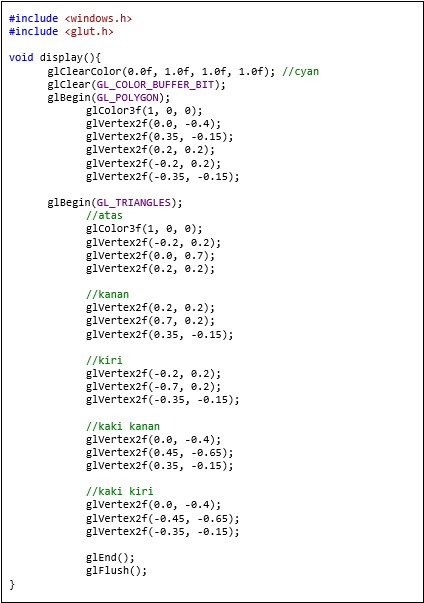 #include <windows.h>
#include <glut.h>

void display(){
      glClearColor(0.0f, 1.0f, 1.0f, 1.0f); //cyan
      glClear(GL_COLOR_BUFFER_BIT);
      glBegin(GL_POLYGON);
            glColor3f(1, 0, 0);
            glVertex2f(0.0, -0.4);
            glVertex2f(0.35, -0.15);
            glVertex2f(0.2, 0.2);
            glVertex2f(-0.2, 0.2);
            glVertex2f(-0.35, -0.15);

      glBegin(GL_TRIANGLES);
            //atas
            glColor3f(1, 0, 0);
            glVertex2f(-0.2, 0.2);
            glVertex2f(0.0, 0.7);
            glVertex2f(0.2, 0.2);

            //kanan
            glVertex2f(0.2, 0.2);
            glVertex2f(0.7, 0.2);
            glVertex2f(0.35, -0.15);

            //kiri
            glVertex2f(-0.2, 0.2);
            glVertex2f(-0.7, 0.2);
            glVertex2f(-0.35, -0.15);

            //kaki kanan
            glVertex2f(0.0, -0.4);
            glVertex2f(0.45, -0.65);
            glVertex2f(0.35, -0.15);

            //kaki kiri
            glVertex2f(0.0, -0.4);
            glVertex2f(-0.45, -0.65);
            glVertex2f(-0.35, -0.15);

            glEnd();
            glFlush();
}